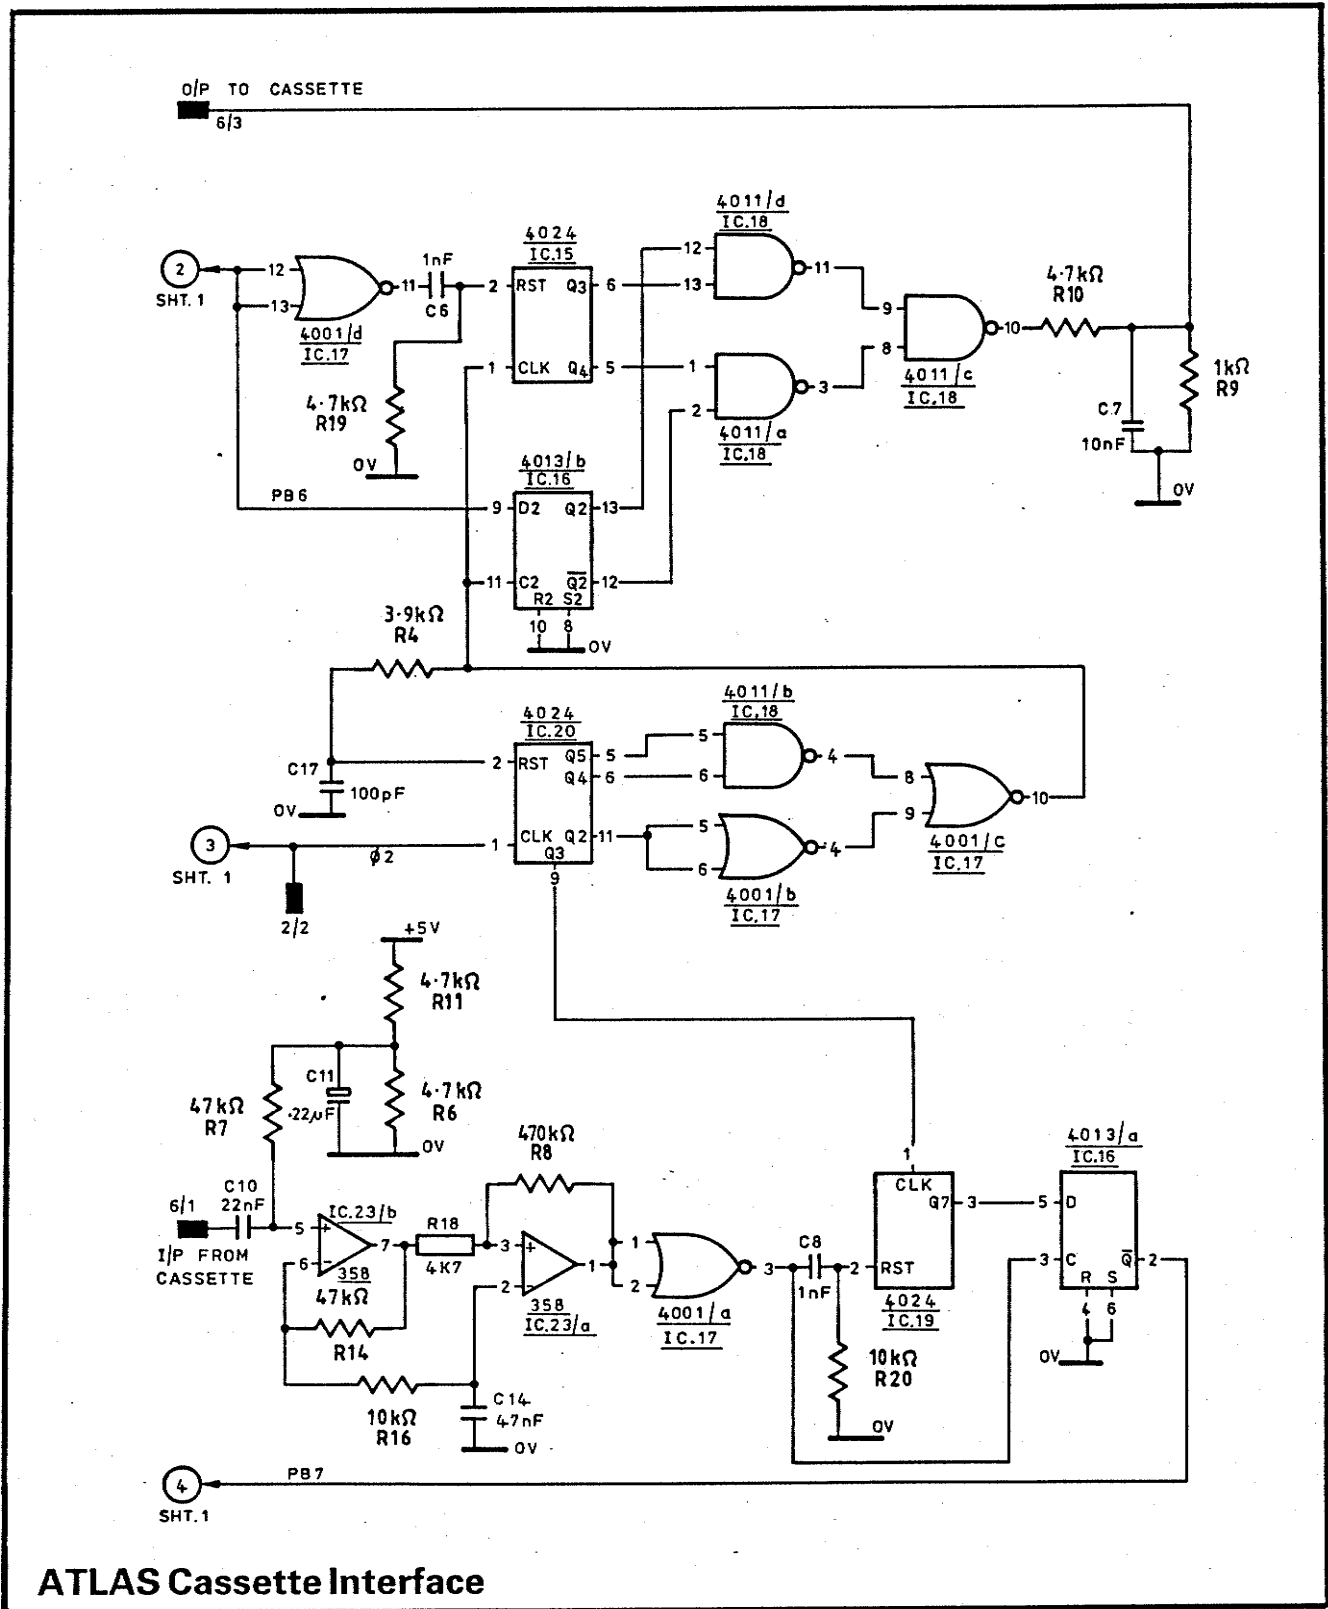 O/P TO CASSETTE
6/3
4011/d
IC.18
12
13
11
4024
IC.15
2
SHT. 1
12
13
11
1nF
C6
4001/d
IC.17
2
RST
Q3
6
1
CLK
Q4
5
4.7kΩ
R19
0V
1
2
3
4011/a
IC.18
9
8
10
4011/c
IC.18
4.7kΩ
R10
1kΩ
R9
C.7
10nF
0V
4013/b
IC.16
PB6
9
D2
Q2
13
11
C2
Q2
12
R2
S2
10
8
0V
3.9kΩ
R4
4024
IC.20
4011/b
IC.18
C17
100pF
0V
2
RST
Q5
5
Q4
6
CLK
Q2
11
Q3
9
1
5
6
4
5
6
4
4001/b
IC.17
8
9
10
4001/C
IC.17
3
SHT. 1
ø2
2/2
+5V
4.7kΩ
R11
C11
.22µF
4.7kΩ
R6
0V
47kΩ
R7
470kΩ
R8
6/1
C10
22nF
I/P FROM
CASSETTE
IC.23/b
5
+
6
−
7
358
47kΩ
R14
R18
4K7
3
+
2
−
1
358
IC.23/a
10kΩ
R16
C14
47nF
0V
1
2
3
4001/a
IC.17
C8
1nF
10kΩ
R20
0V
1
CLK
Q7
3
2
RST
4024
IC.19
4013/a
IC.16
5
D
3
C
Q
2
R
S
4
6
0V
4
SHT.1
PB7
ATLAS Cassette Interface